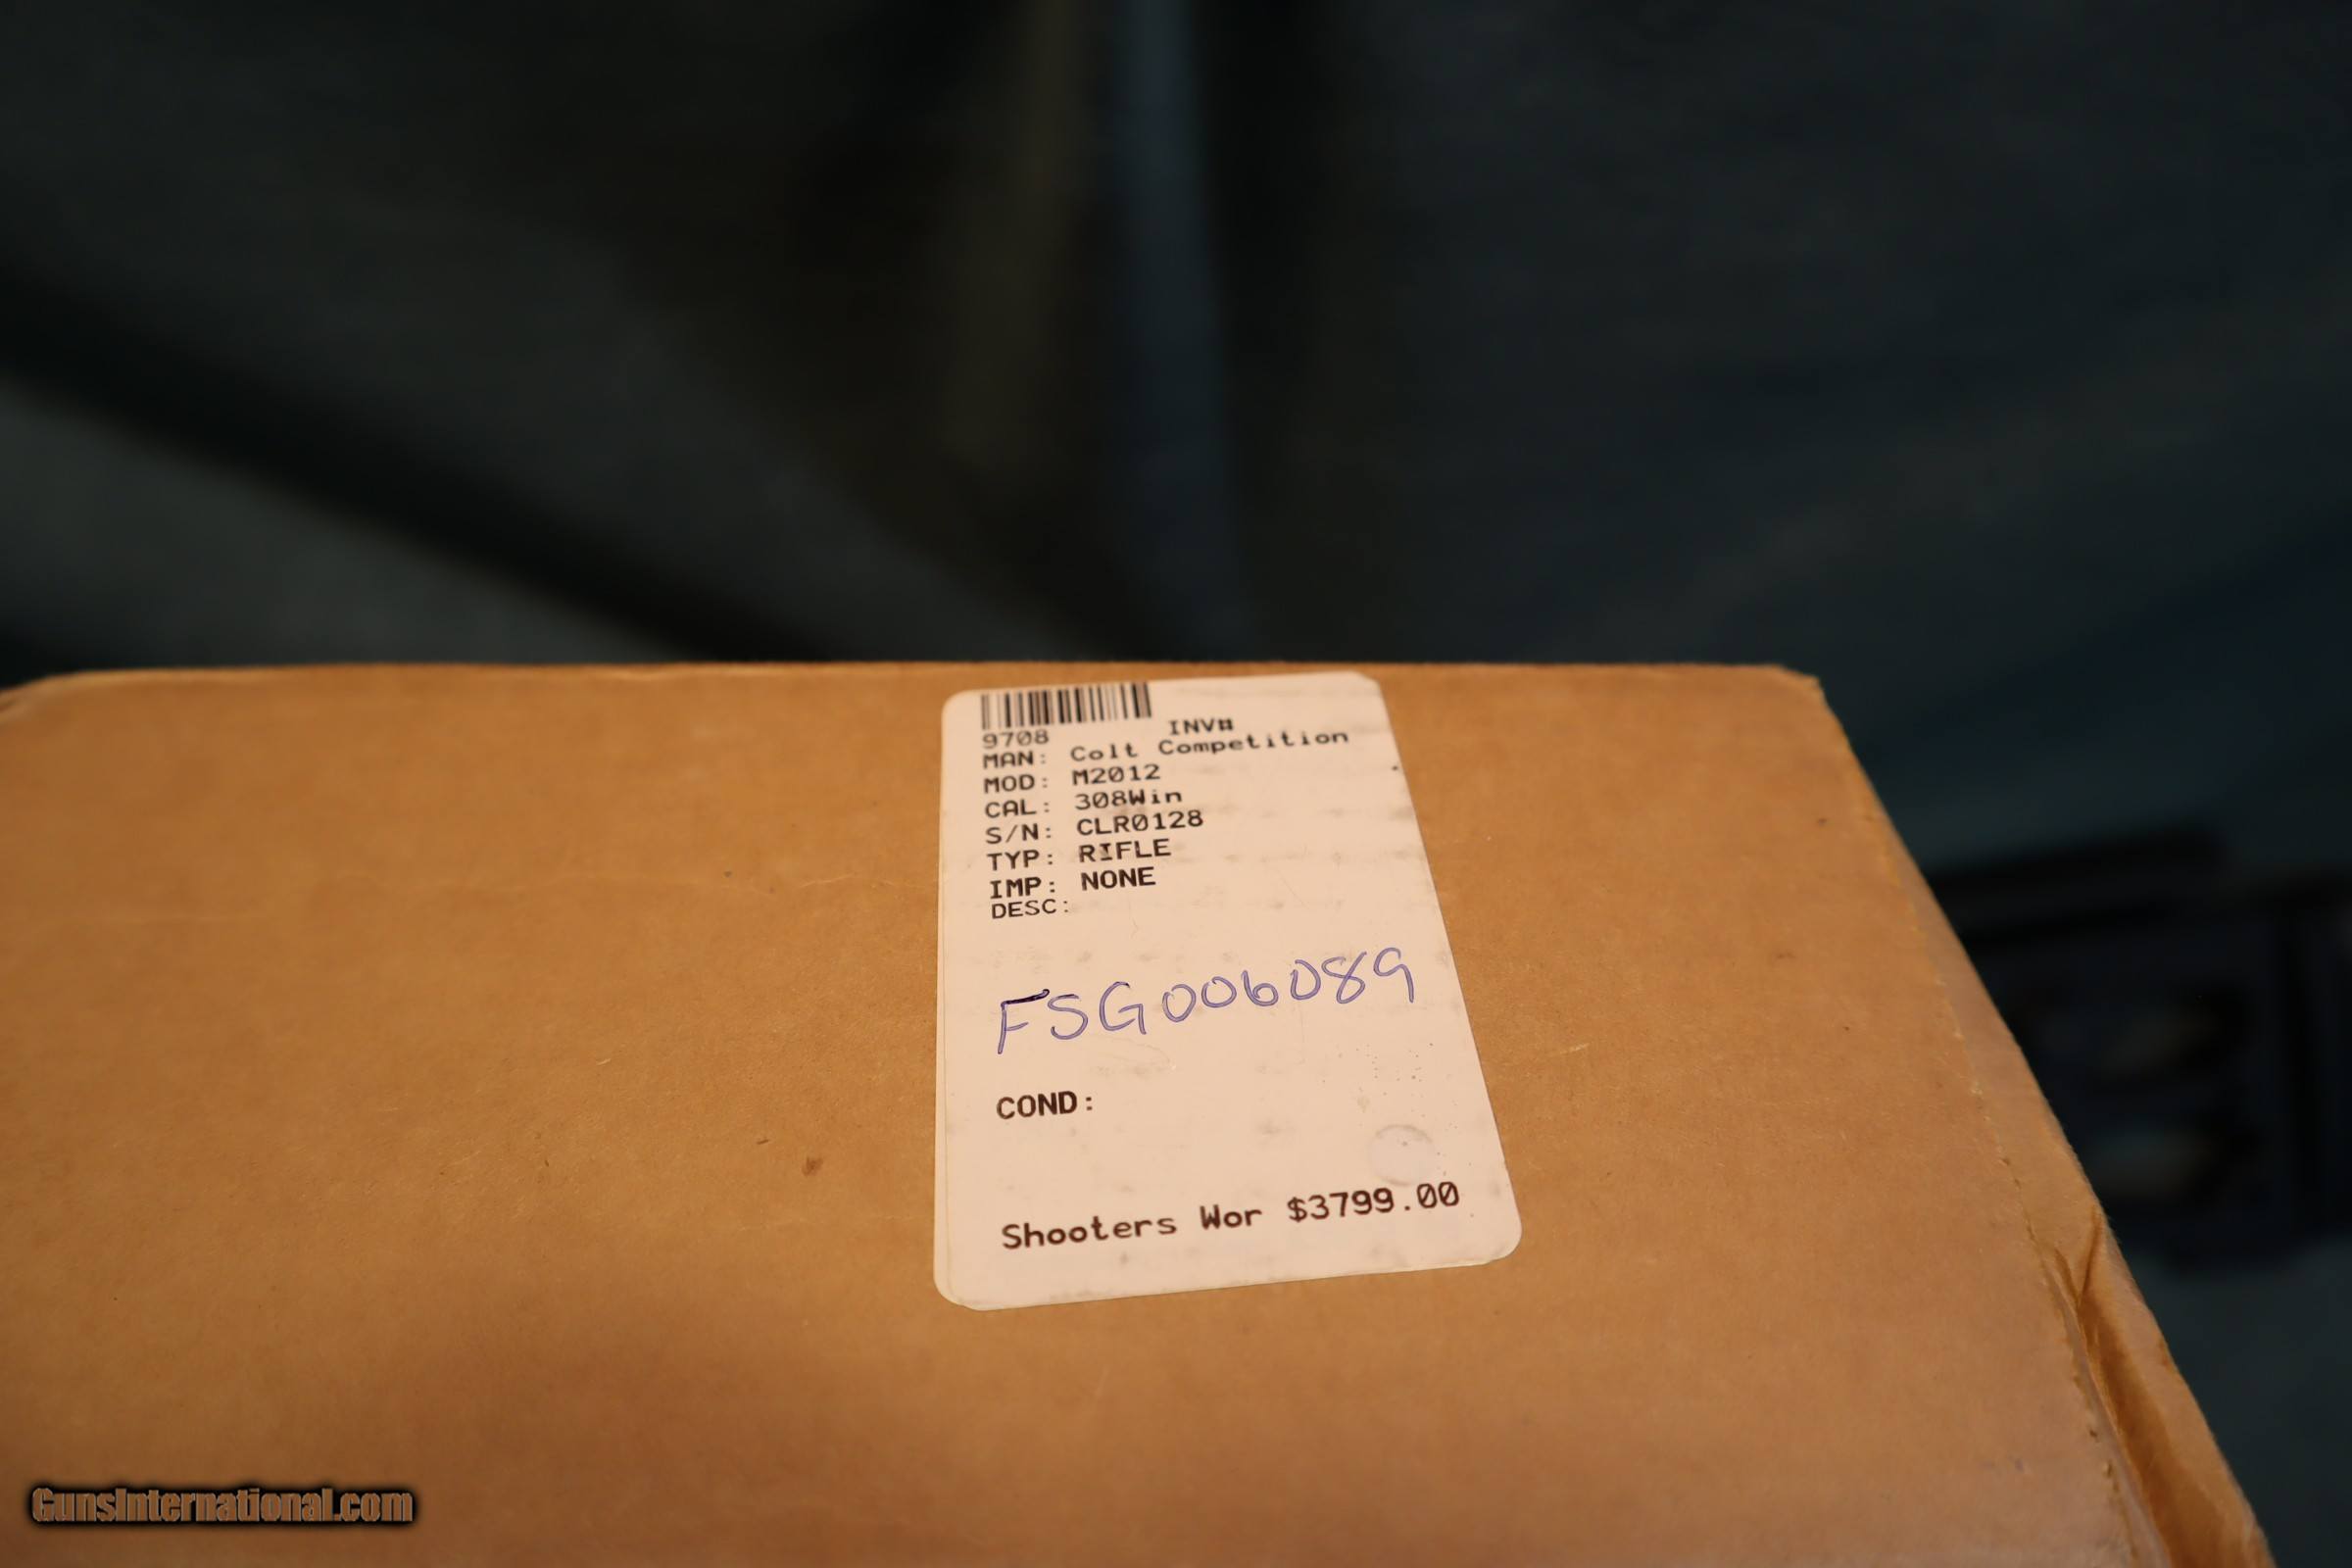 INV#
9708
MAN: Colt Competition
MOD: M2012
CAL: 308Win
S/N: CLR0128
TYP: RIFLE
IMP: NONE
DESC:
FSG006089
COND:
Shooters Wor $3799.00
GunsInternational.com